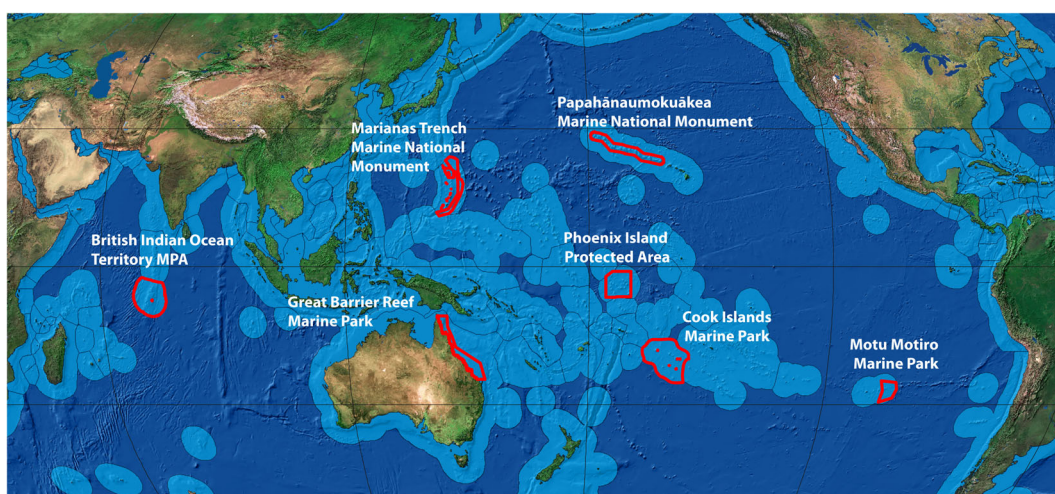 Papahānaumokuākea
Marine National Monument
Marianas Trench
Marine National
Monument
British Indian Ocean
Territory MPA
Phoenix Island
Protected Area
Great Barrier Reef
Marine Park
Cook Islands
Marine Park
Motu Motiro
Marine Park